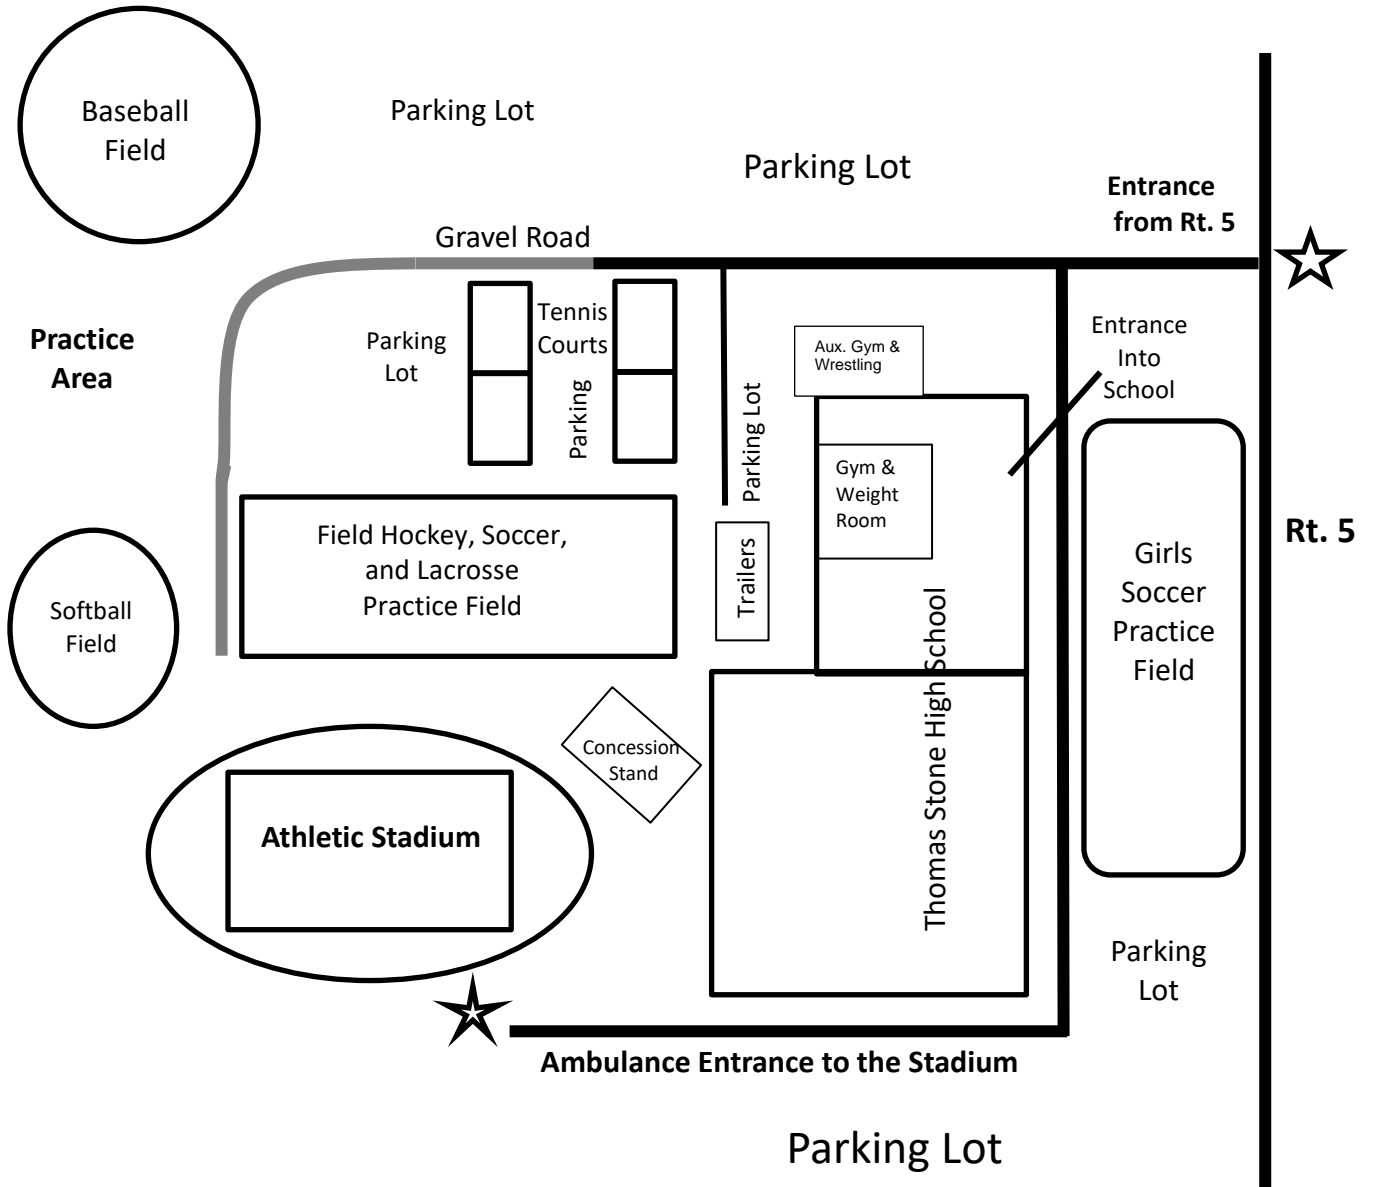 Baseball
Field
Parking Lot
Parking Lot
Entrance
from Rt. 5
Gravel Road
Practice
Area
Parking
Lot
Tennis
Courts
Parking
Parking Lot
Aux. Gym &
Wrestling
Entrance
Into
School
Gym &
Weight
Room
Field Hockey, Soccer,
and Lacrosse
Practice Field
Trailers
Rt. 5
Girls
Soccer
Practice
Field
Softball
Field
Thomas Stone High School
Concession
Stand
Athletic Stadium
Parking
Lot
Ambulance Entrance to the Stadium
Parking Lot